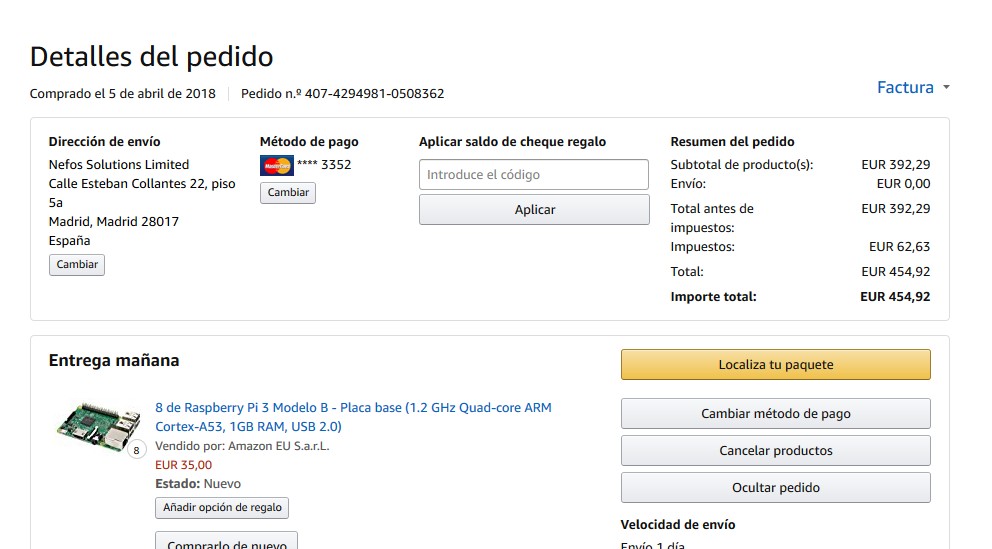 Detalles del pedido
Comprado el 5 de abril de 2018
Pedido n.º 407-4294981-0508362
Factura
Dirección de envío
Nefos Solutions Limited
Calle Esteban Collantes 22, piso
5a
Madrid, Madrid 28017
España
Cambiar
Método de pago
MasterCard **** 3352
Cambiar
Aplicar saldo de cheque regalo
Introduce el código
Aplicar
Resumen del pedido
Subtotal de producto(s): EUR 392,29
Envío: EUR 0,00
Total antes de EUR 392,29
impuestos:
Impuestos: EUR 62,63
Total: EUR 454,92
Importe total: EUR 454,92
Entrega mañana
8
8 de Raspberry Pi 3 Modelo B - Placa base (1.2 GHz Quad-core ARM
Cortex-A53, 1GB RAM, USB 2.0)
Vendido por: Amazon EU S.a.r.L.
EUR 35,00
Estado: Nuevo
Añadir opción de regalo
Comprarlo de nuevo
Localiza tu paquete
Cambiar método de pago
Cancelar productos
Ocultar pedido
Velocidad de envío
Envío 1 día